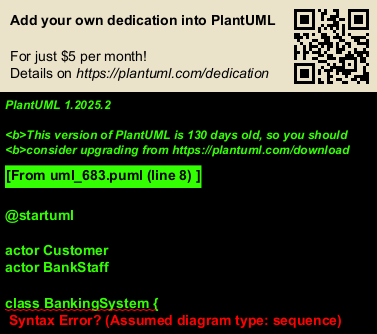 Add your own dedication into PlantUML
For just $5 per month!
Details on https://plantuml.com/dedication
PlantUML 1.2025.2
<b>This version of PlantUML is 130 days old, so you should
<b>consider upgrading from https://plantuml.com/download
[From uml_683.puml (line 8) ]
@startuml
actor Customer
actor BankStaff
class BankingSystem {
Syntax Error? (Assumed diagram type: sequence)